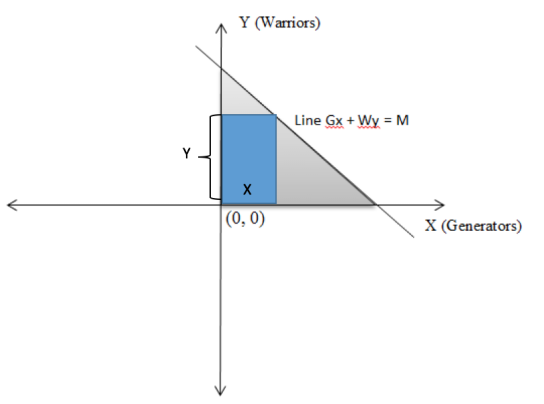 Y (Warriors)
Line Gx + Wy = M
Y
X
(0, 0)
X (Generators)